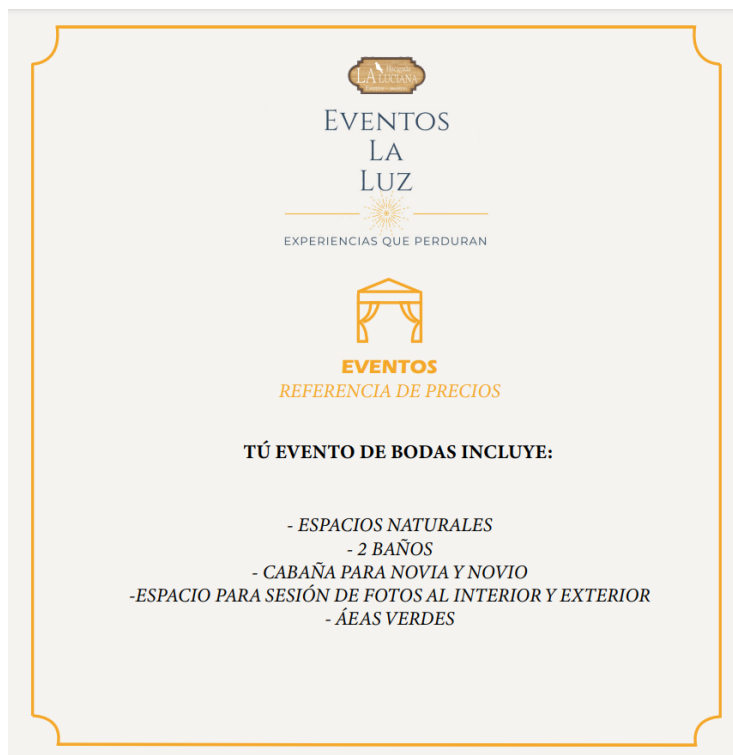 LA LUCIANA
EVENTOS
LA
LUZ
EXPERIENCIAS QUE PERDURAN
EVENTOS
REFERENCIA DE PRECIOS
TÚ EVENTO DE BODAS INCLUYE:
- ESPACIOS NATURALES
- 2 BAÑOS
- CABAÑA PARA NOVIA Y NOVIO
-ESPACIO PARA SESIÓN DE FOTOS AL INTERIOR Y EXTERIOR
- ÁEAS VERDES